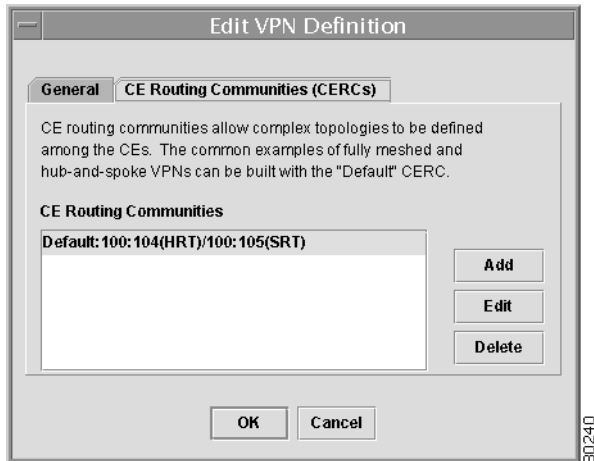 Edit VPN Definition
General
CE Routing Communities (CERCs)
CE routing communities allow complex topologies to be defined
among the CEs. The common examples of fully meshed and
hub-and-spoke VPNs can be built with the "Default" CERC.
CE Routing Communities
Default:100:104(HRT)/100:105(SRT)
Add
Edit
Delete
OK
Cancel
80240